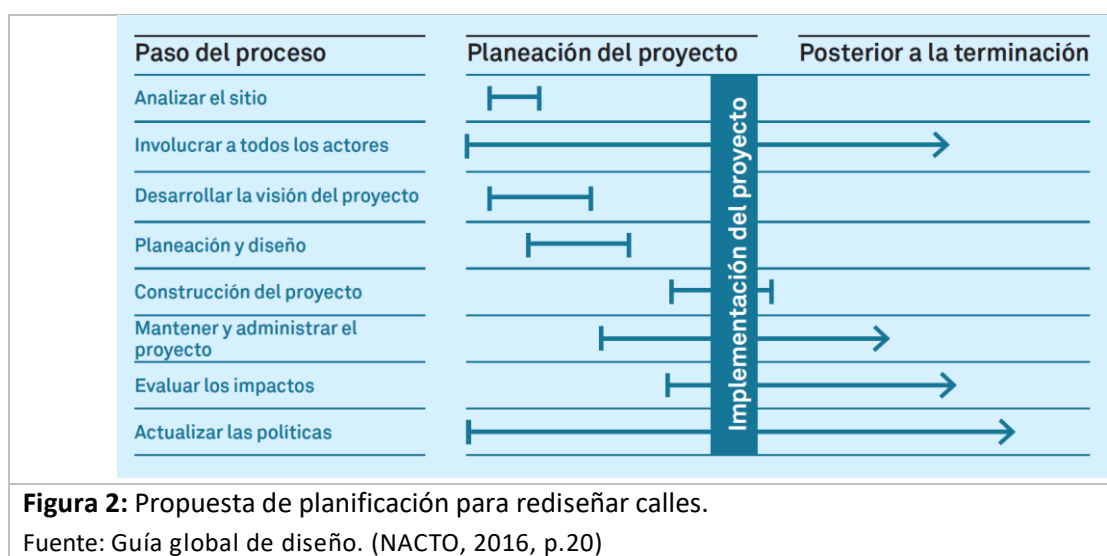 Paso del proceso
Planeación del proyecto
Posterior a la terminación
Analizar el sitio
Involucrar a todos los actores
Desarrollar la visión del proyecto
Planeación y diseño
Construcción del proyecto
Mantener y administrar el
proyecto
Evaluar los impactos
Actualizar las políticas
Implementación del proyecto
Figura 2: Propuesta de planificación para rediseñar calles.
Fuente: Guía global de diseño. (NACTO, 2016, p.20)